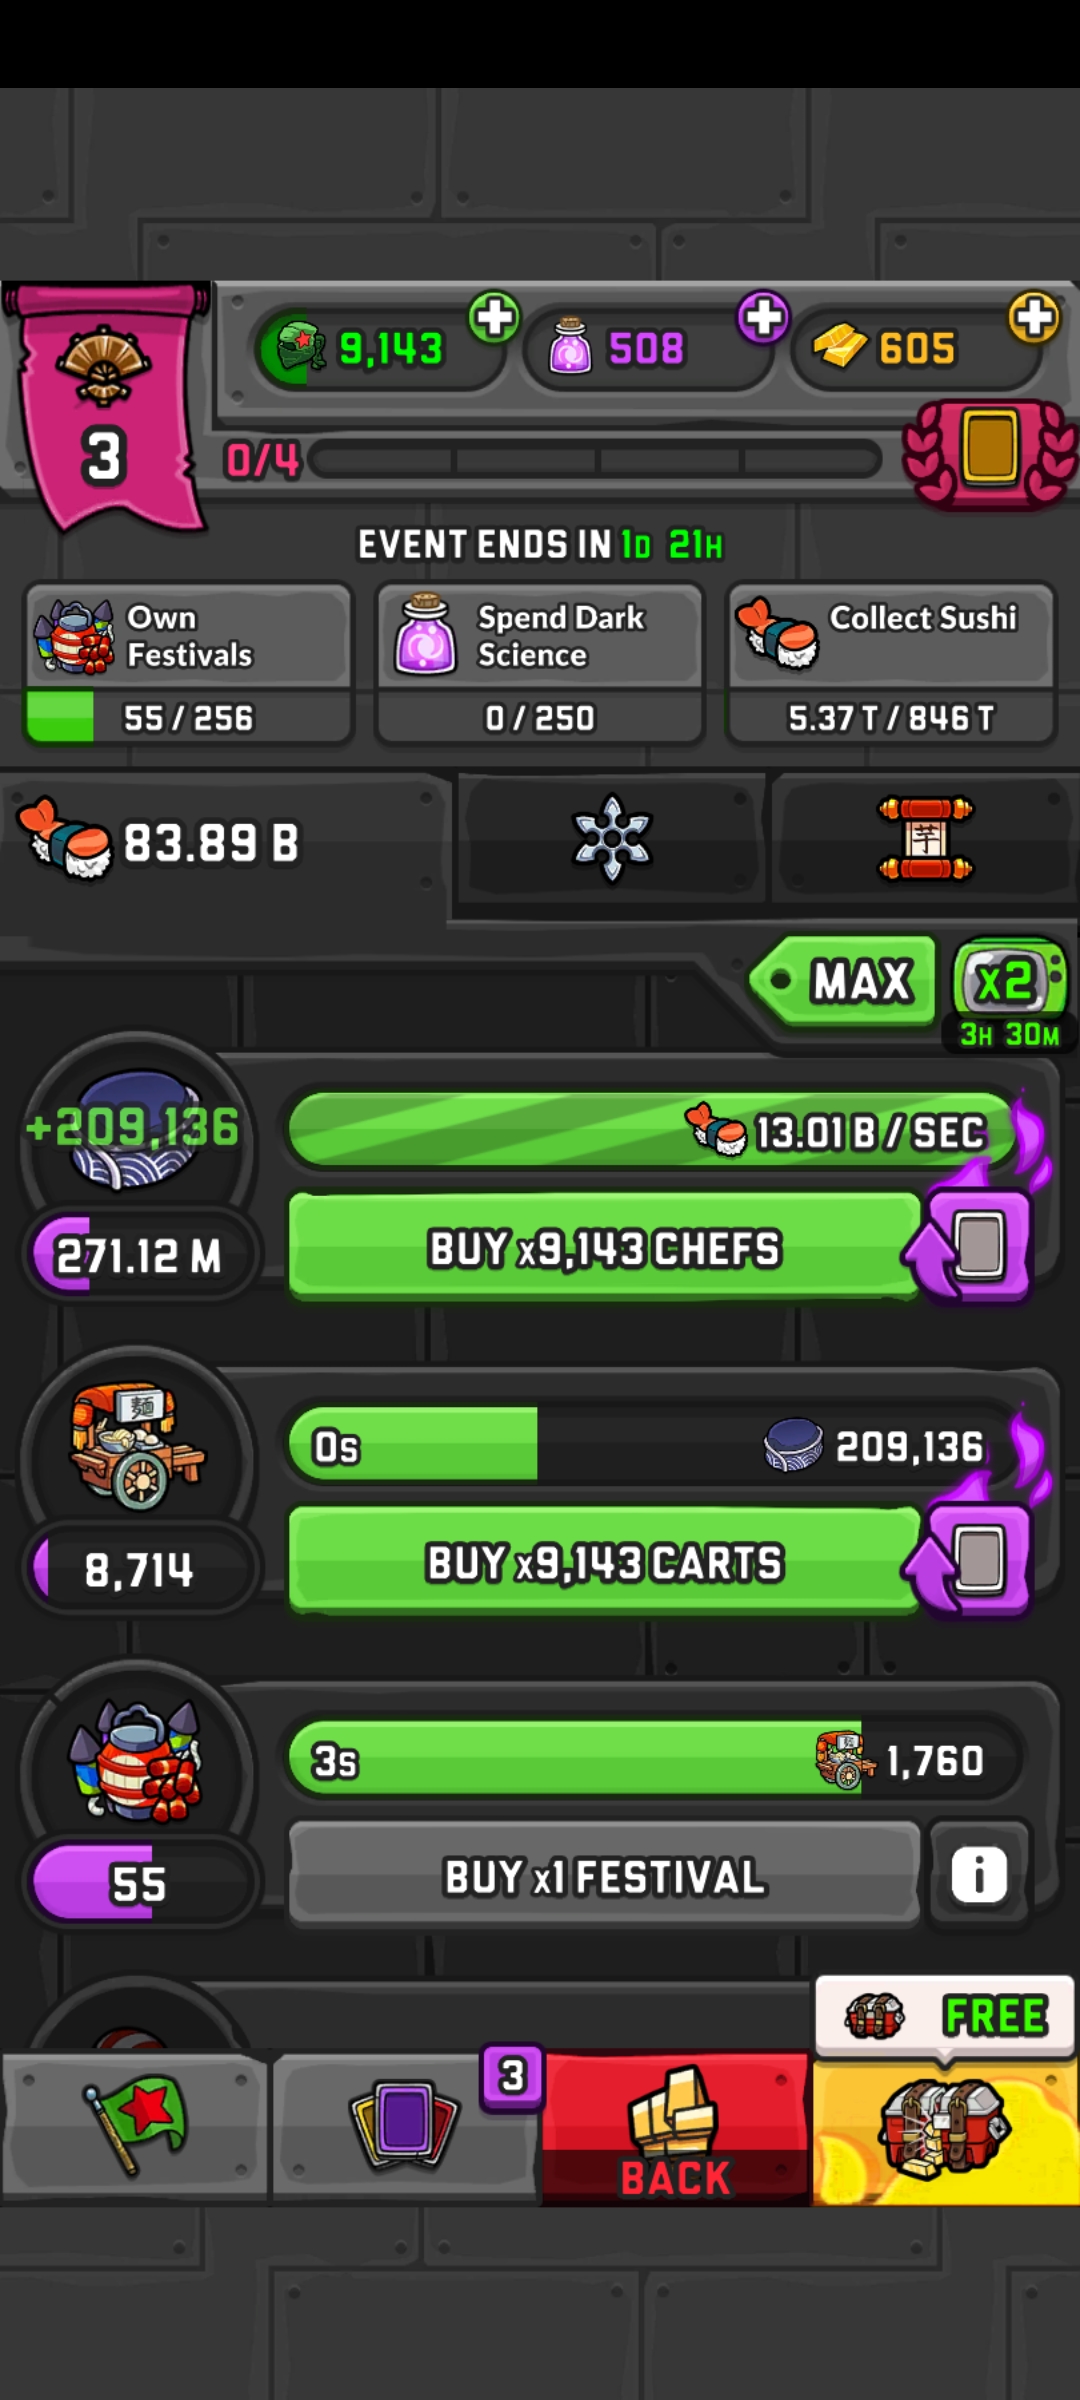 9,143
508
605
3
0/4
EVENT ENDS IN 1D 21H
Own
Festivals
55 / 256
Spend Dark
Science
0 / 250
Collect Sushi
5.37 T / 846 T
83.89 B
芋
MAX
x2
3H 30M
+209,136
13.01 B / SEC
271.12 M
BUY x9,143 CHEFS
麺
0s
209,136
8,714
BUY x9,143 CARTS
3s
1,760
55
BUY x1 FESTIVAL
i
FREE
3
BACK